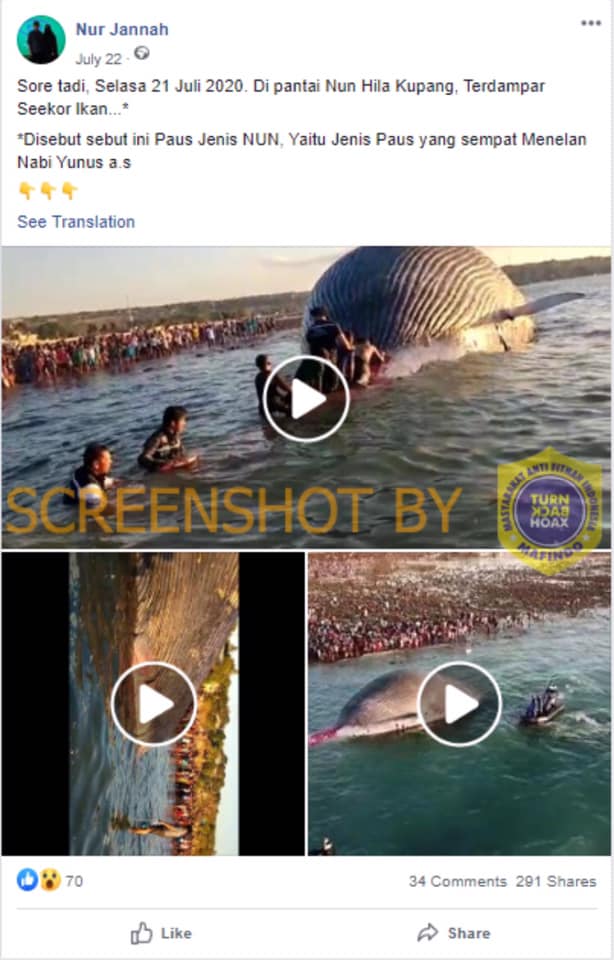 Nur Jannah
July 22 ·
Sore tadi, Selasa 21 Juli 2020. Di pantai Nun Hila Kupang, Terdampar
Seekor Ikan...*
*Disebut sebut ini Paus Jenis NUN, Yaitu Jenis Paus yang sempat Menelan
Nabi Yunus a.s
👇👇👇
See Translation
SCREENSHOT BY
MASYARAKAT ANTI FITNAH INDONESIA
TURN
BACK
HOAX
MAFINDO
70
34 Comments 291 Shares
Like
Share